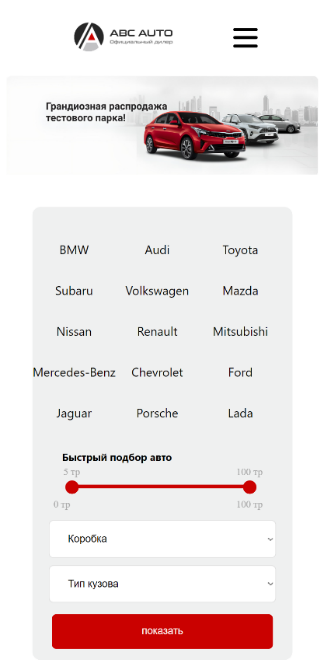 ABC AUTO
Официальный дилер
Грандиозная распродажа
тестового парка!
BMW Audi Toyota
Subaru Volkswagen Mazda
Nissan Renault Mitsubishi
Mercedes-Benz Chevrolet Ford
Jaguar Porsche Lada
Быстрый подбор авто
5 тр 100 тр
0 тр 100 тр
Коробка
Тип кузова
показать